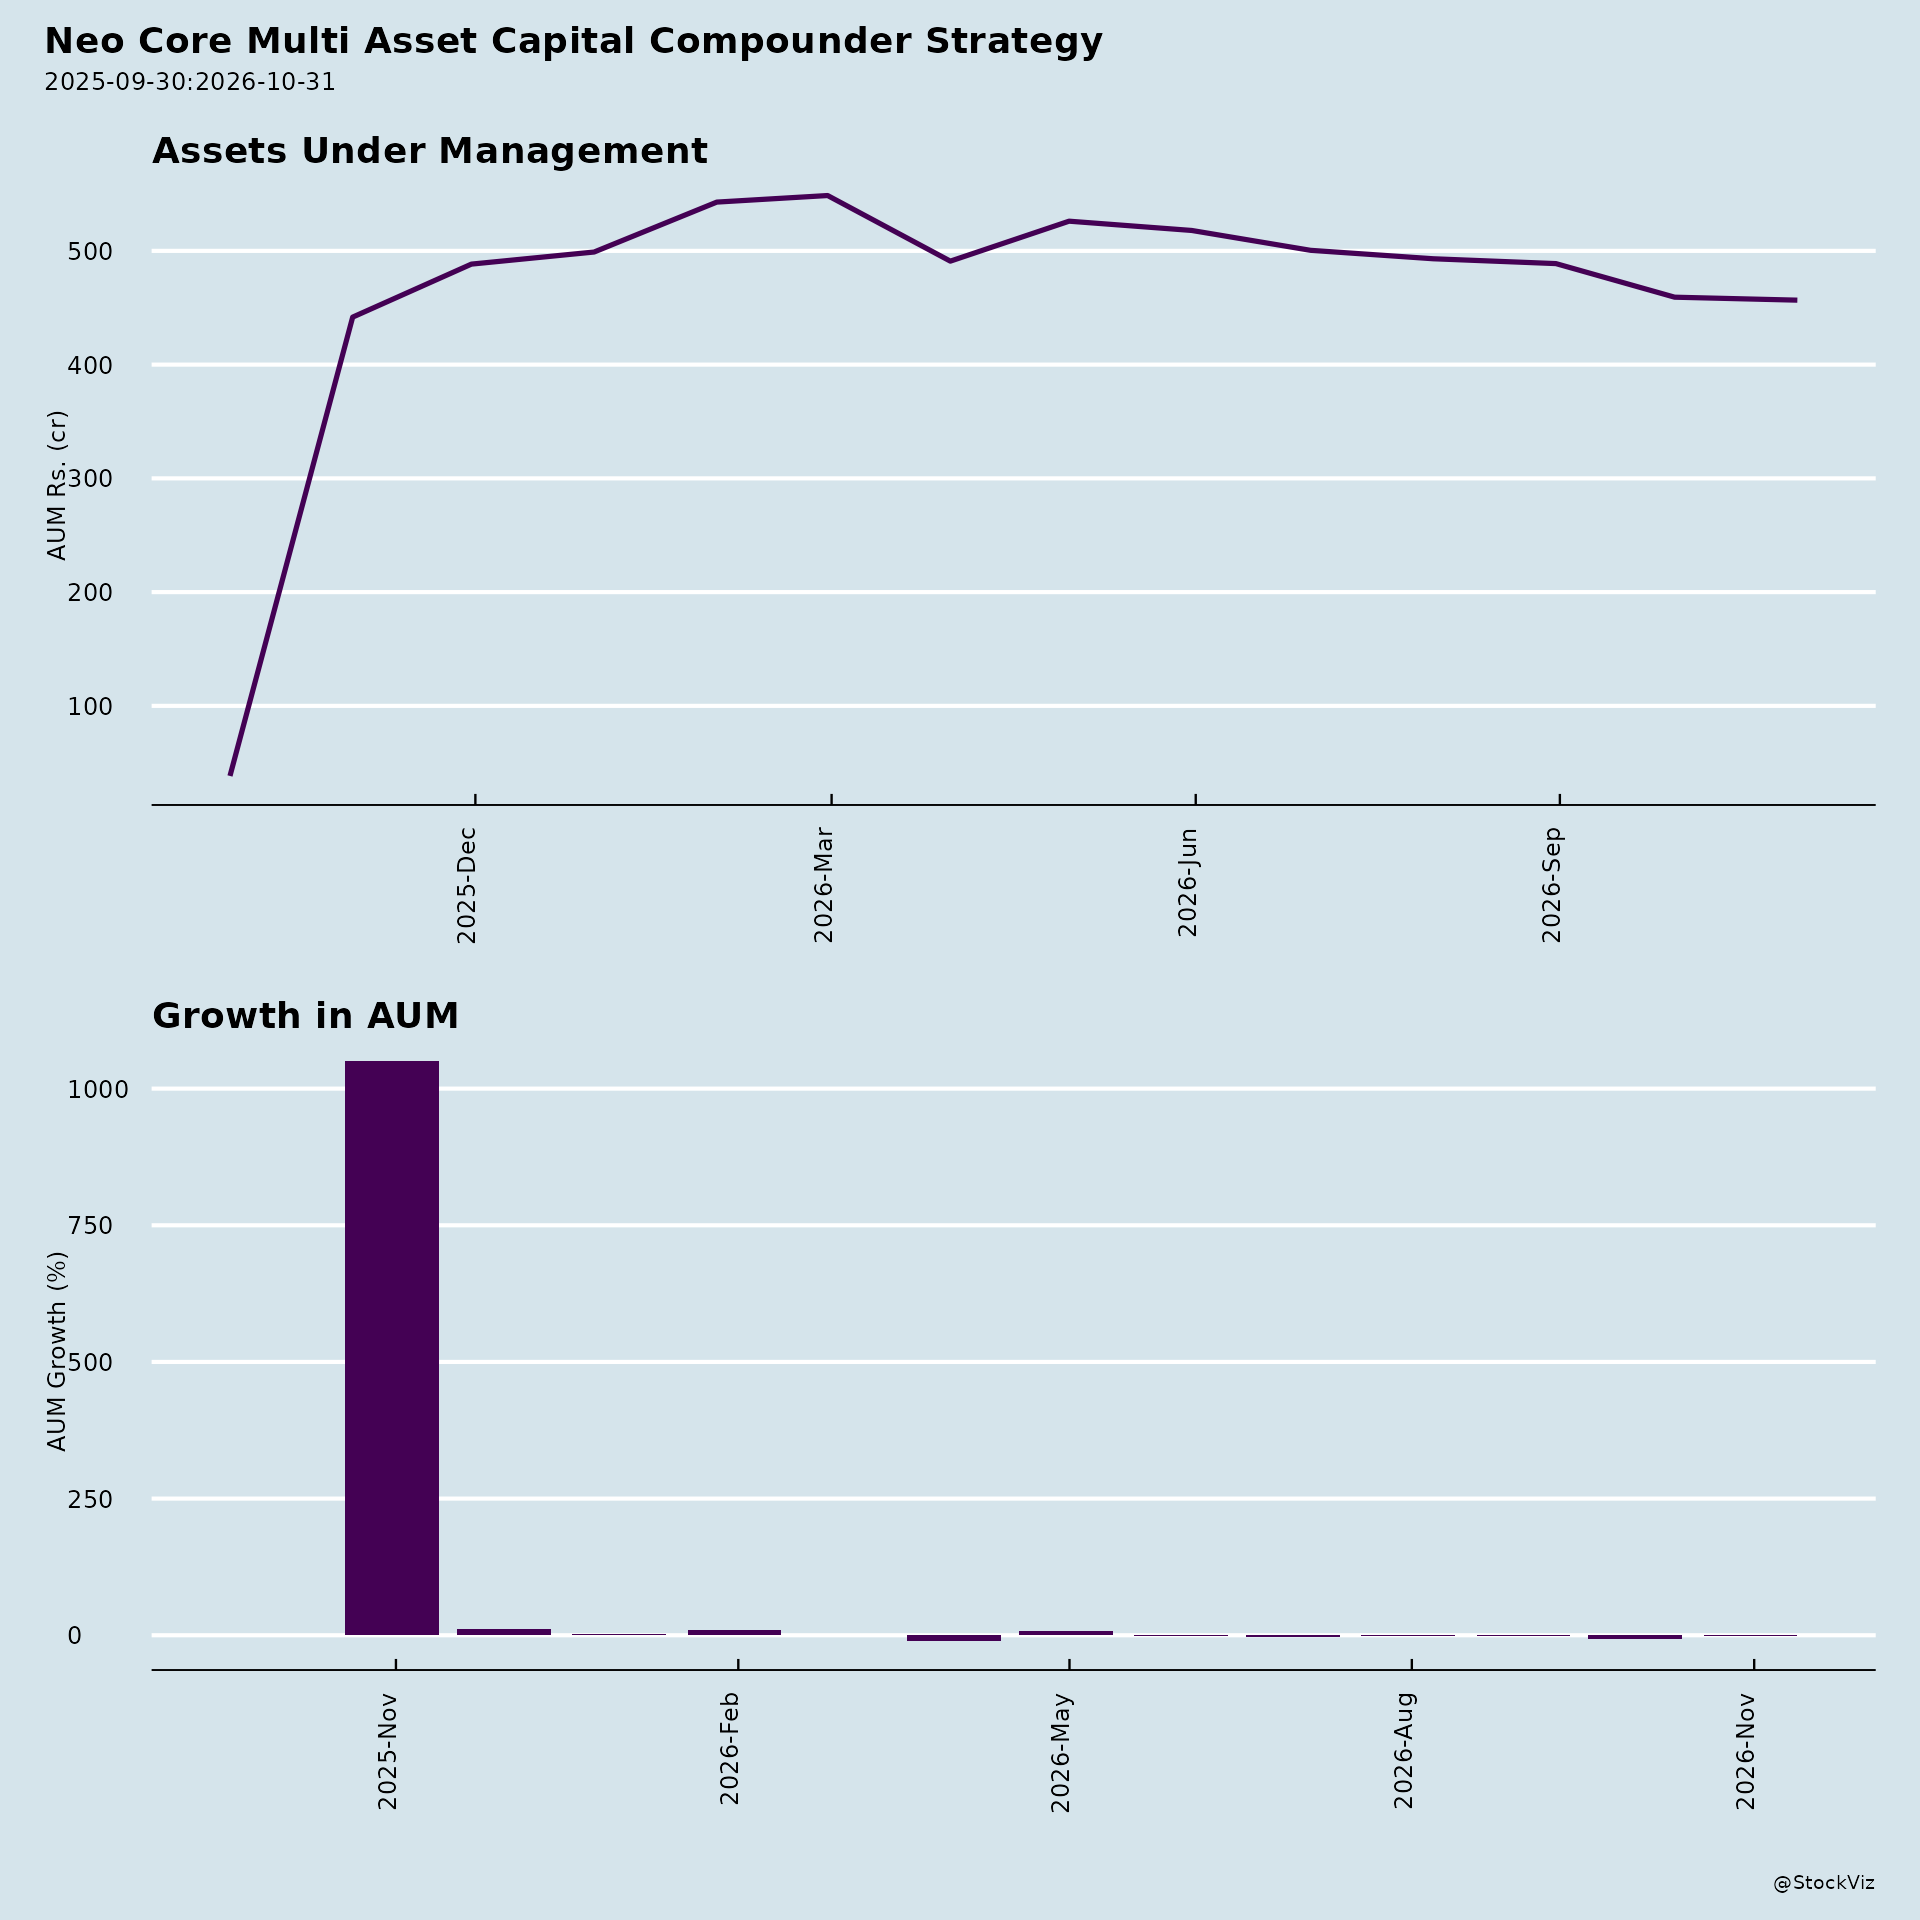 Neo Core Multi Asset Capital Compounder Strategy
2025-09-30:2026-10-31
Assets Under Management
AUM Rs. (cr)
500
400
300
200
100
2025-Dec
2026-Mar
2026-Jun
2026-Sep
Growth in AUM
AUM Growth (%)
1000
750
500
250
0
2025-Nov
2026-Feb
2026-May
2026-Aug
2026-Nov
@StockViz